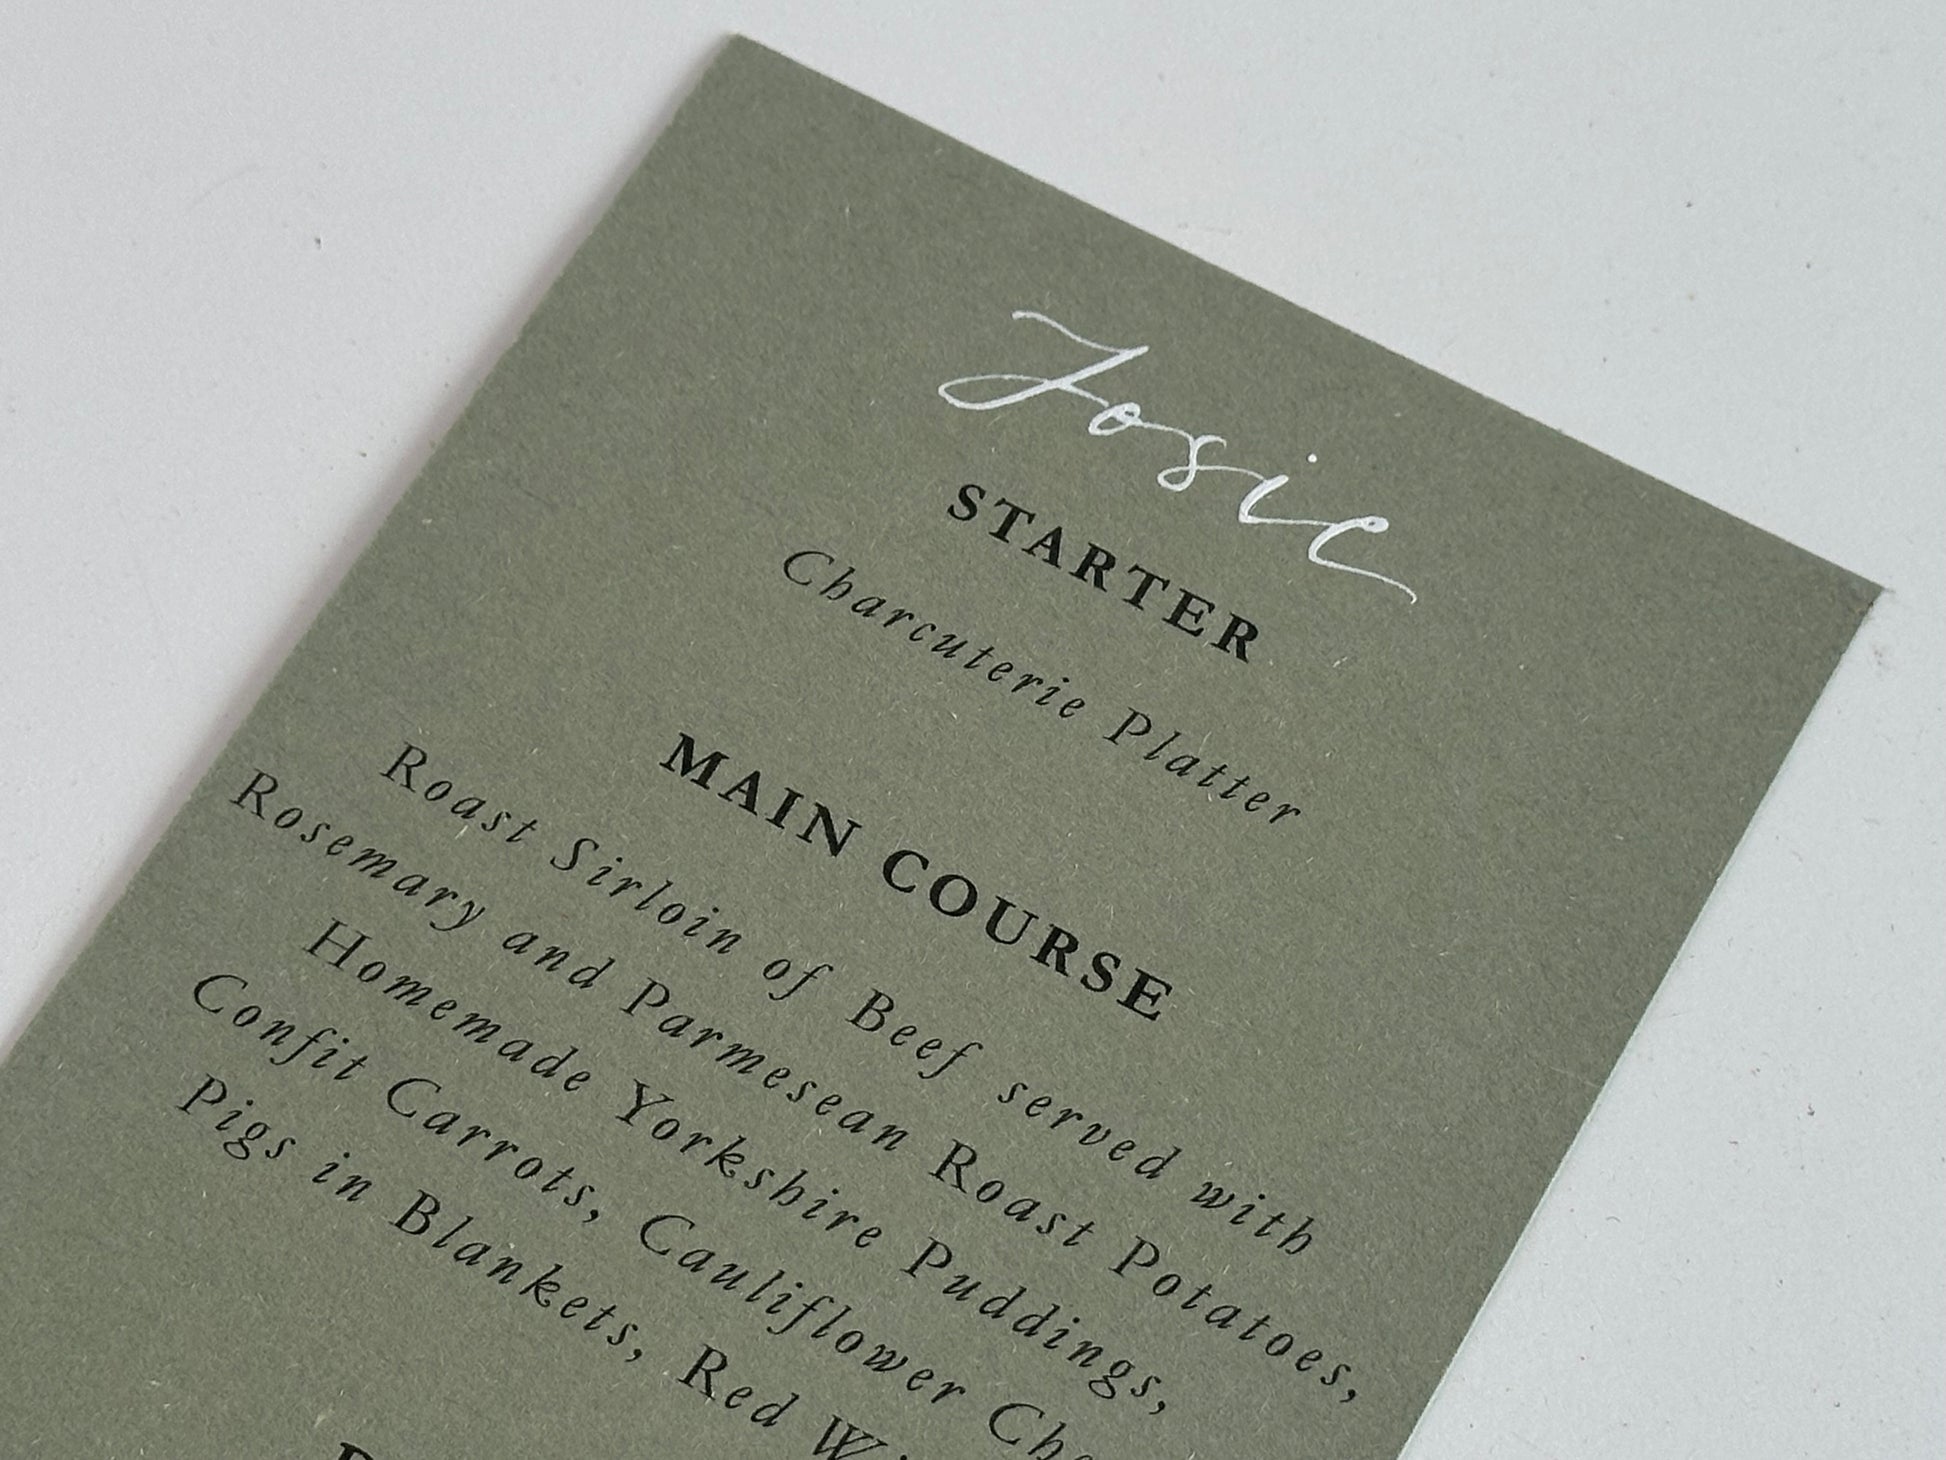 Josie
STARTER
Charcuterie Platter
MAIN COURSE
Roast Sirloin of Beef served with
Rosemary and Parmesean Roast Potatoes,
Homemade Yorkshire Puddings,
Confit Carrots, Cauliflower
Pigs in Blankets, Red